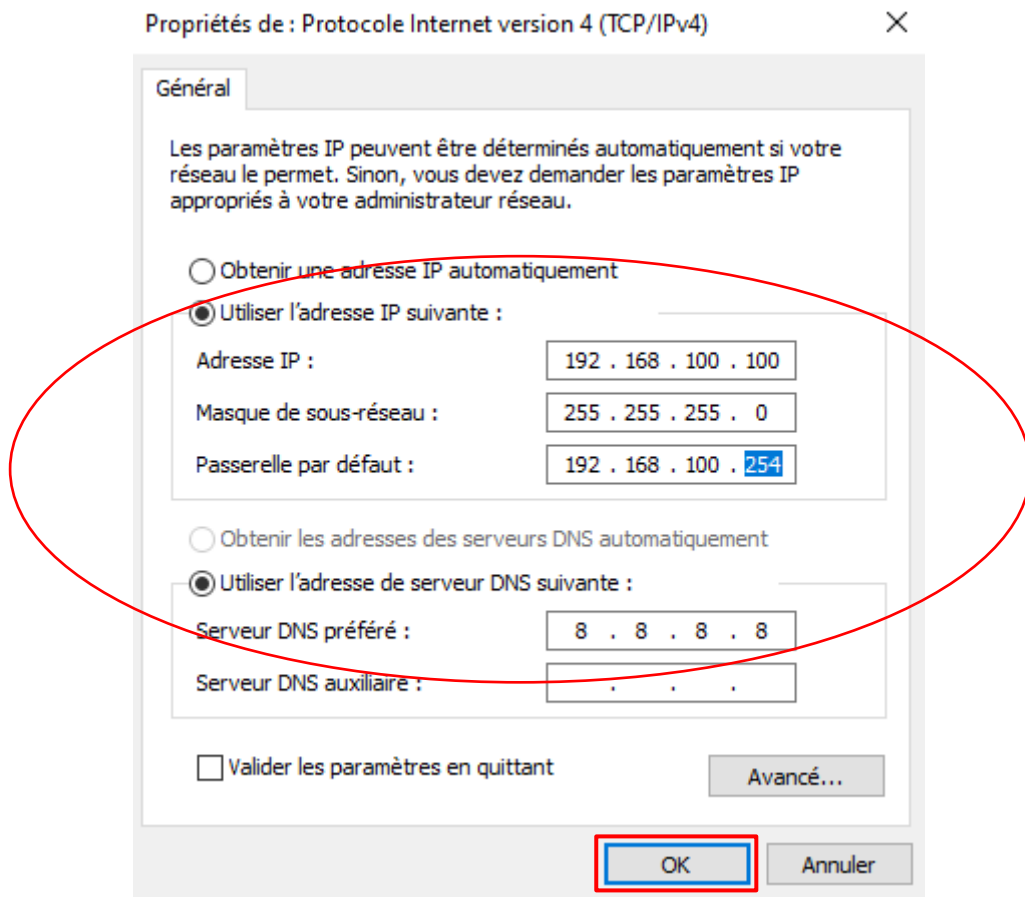 Propriétés de : Protocole Internet version 4 (TCP/IPv4)
Général
Les paramètres IP peuvent être déterminés automatiquement si votre
réseau le permet. Sinon, vous devez demander les paramètres IP
appropriés à votre administrateur réseau.
Obtenir une adresse IP automatiquement
Utiliser l'adresse IP suivante :
Adresse IP : 192 . 168 . 100 . 100
Masque de sous-réseau : 255 . 255 . 255 . 0
Passerelle par défaut : 192 . 168 . 100 . 254
Obtenir les adresses des serveurs DNS automatiquement
Utiliser l'adresse de serveur DNS suivante :
Serveur DNS préféré : 8 . 8 . 8 . 8
Serveur DNS auxiliaire : . . .
Valider les paramètres en quittant
Avancé...
OK Annuler